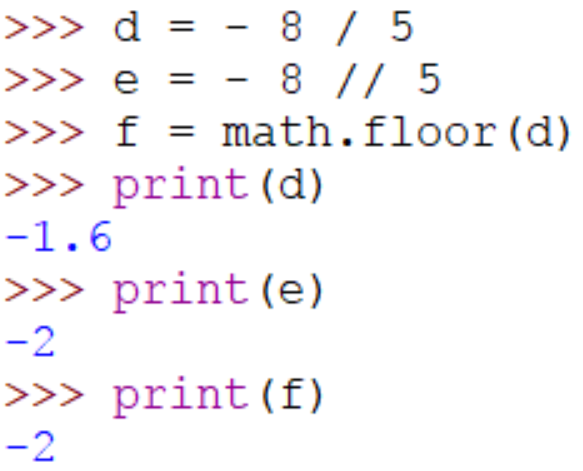 >>> d = - 8 / 5
>>> e = - 8 // 5
>>> f = math.floor(d)
>>> print(d)
-1.6
>>> print(e)
-2
>>> print(f)
-2